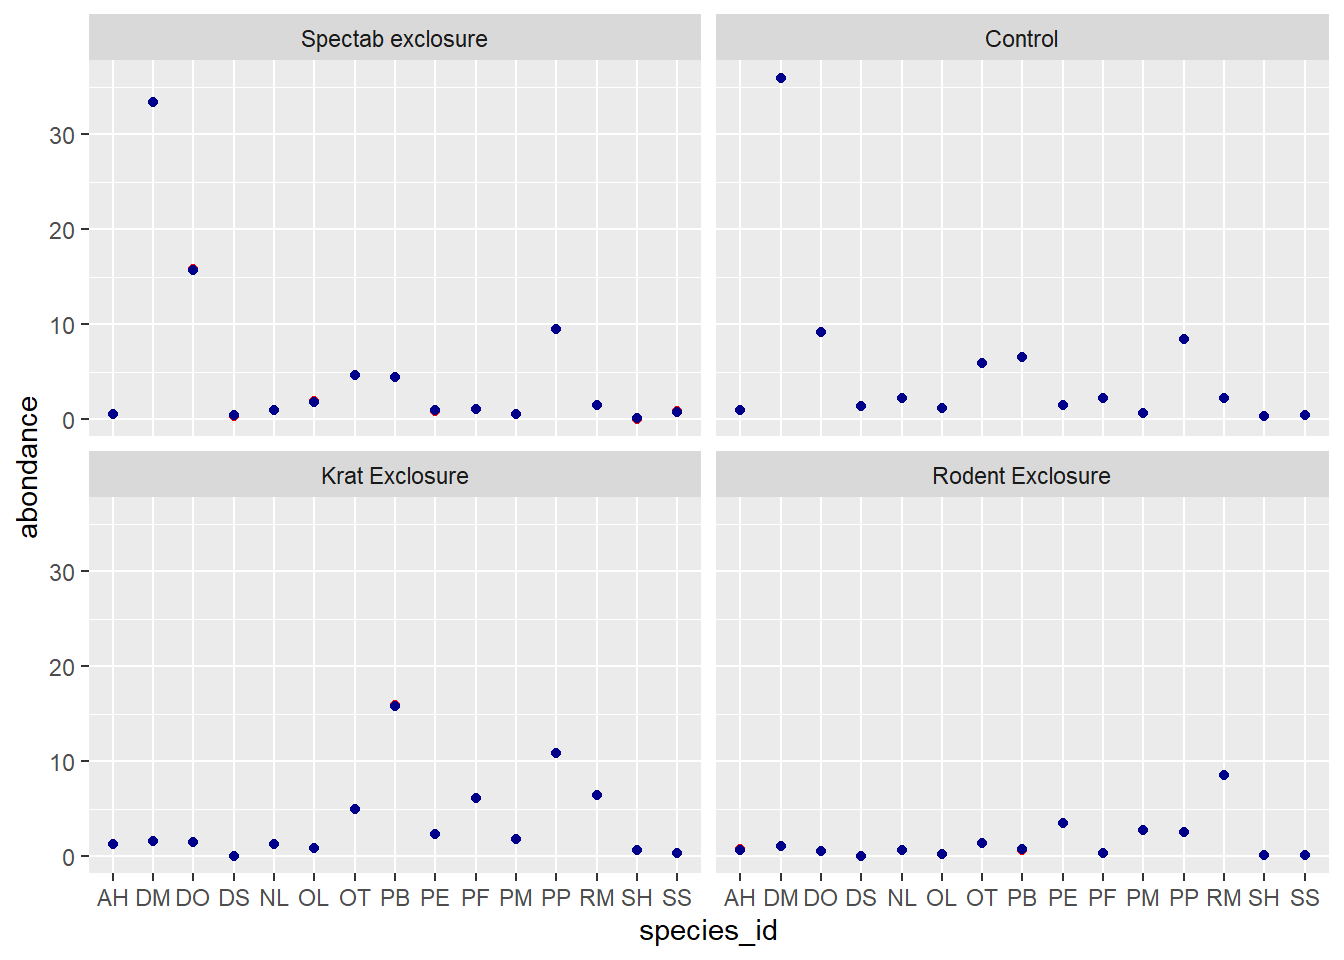 Spectab exclosure
Control
30
20
10
0
Krat Exclosure
Rodent Exclosure
30
20
10
0
abondance
AH DM DO DS NL OL OT PB PE PF PM PP RM SH SS
AH DM DO DS NL OL OT PB PE PF PM PP RM SH SS
species_id